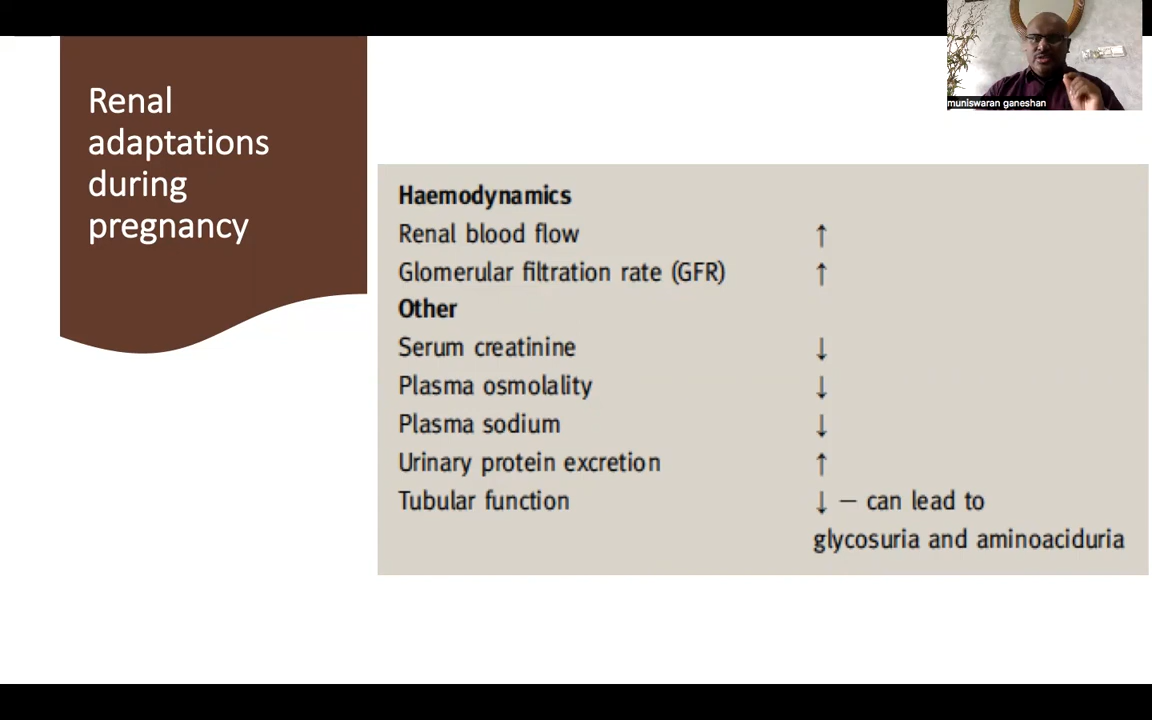 Renal
adaptations
during
pregnancy
muniswaran ganeshan
Haemodynamics
Renal blood flow ↑
Glomerular filtration rate (GFR) ↑
Other
Serum creatinine ↓
Plasma osmolality ↓
Plasma sodium ↓
Urinary protein excretion ↑
Tubular function ↓ — can lead to
glycosuria and aminoaciduria